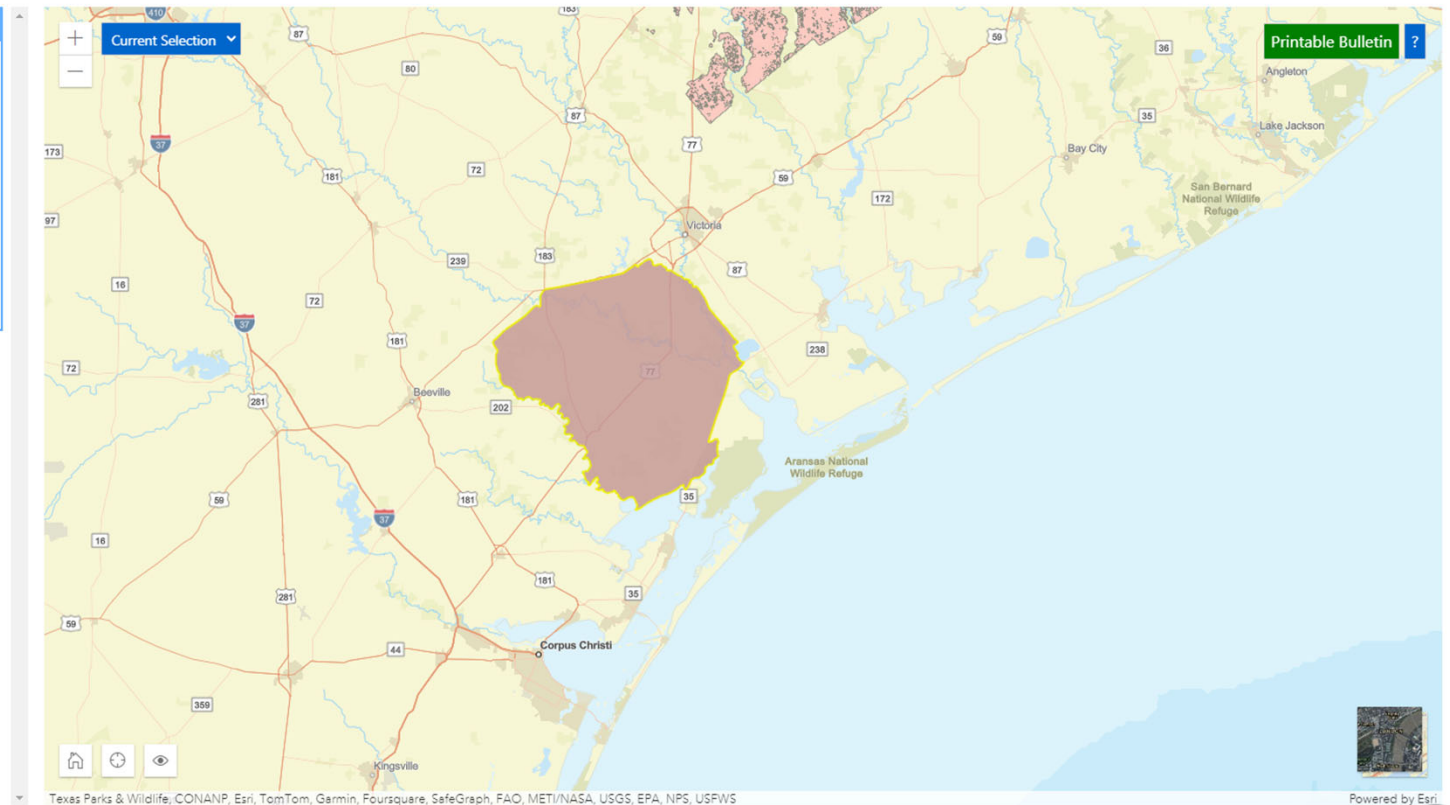 410
183
Current Selection
87
59
36
Printable Bulletin
?
80
Angleton
87
35
Lake Jackson
37
77
173
Bay City
72
181
59
San Bernard
National Wildlife
Refuge
172
97
Victoria
183
239
87
16
72
37
181
238
72
77
Beeville
281
202
Aransas National
Wildlife Refuge
59
181
35
37
16
181
281
35
59
Corpus Christi
44
359
Kingsville
Texas Parks & Wildlife, CONANP, Esri, TomTom, Garmin, Foursquare, SafeGraph, FAO, METI/NASA, USGS, EPA, NPS, USFWS
Powered by Esri